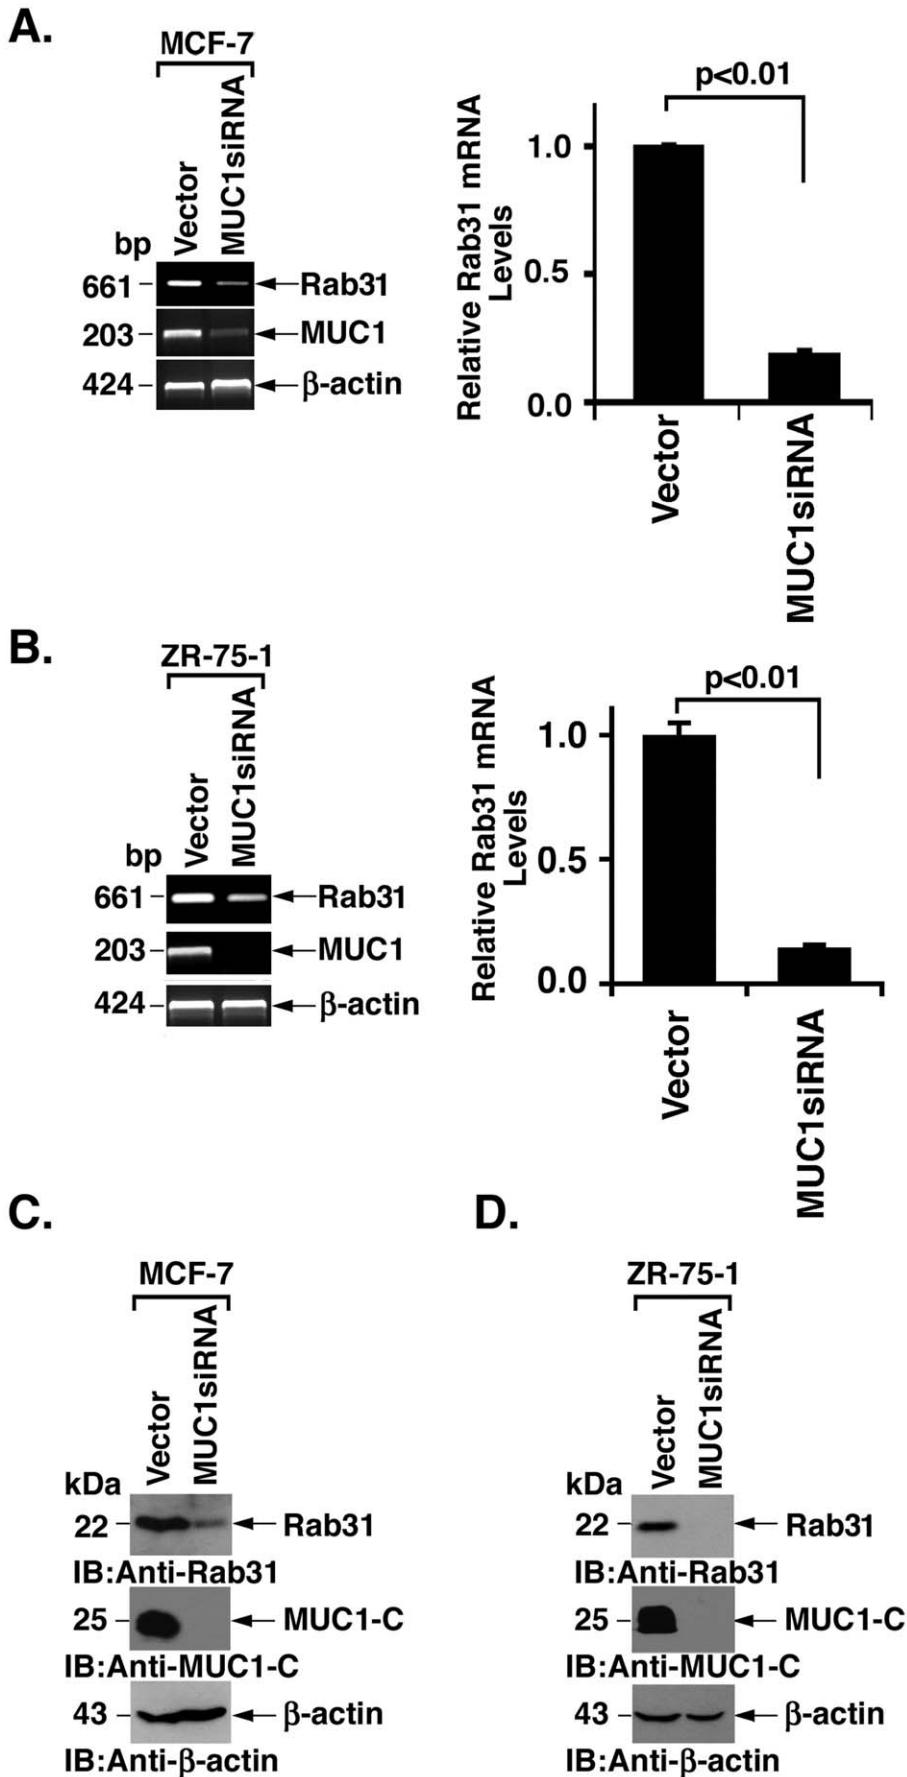 A.
MCF-7
Vector
MUC1siRNA
bp
661
Rab31
203
MUC1
424
β-actin
p<0.01
Relative Rab31 mRNA
Levels
1.0
0.5
0.0
Vector
MUC1siRNA
B.
ZR-75-1
Vector
MUC1siRNA
bp
661
Rab31
203
MUC1
424
β-actin
p<0.01
Relative Rab31 mRNA
Levels
1.0
0.5
0.0
Vector
MUC1siRNA
C.
MCF-7
Vector
MUC1siRNA
kDa
22
Rab31
IB:Anti-Rab31
25
MUC1-C
IB:Anti-MUC1-C
43
β-actin
IB:Anti-β-actin
D.
ZR-75-1
Vector
MUC1siRNA
kDa
22
Rab31
IB:Anti-Rab31
25
MUC1-C
IB:Anti-MUC1-C
43
β-actin
IB:Anti-β-actin